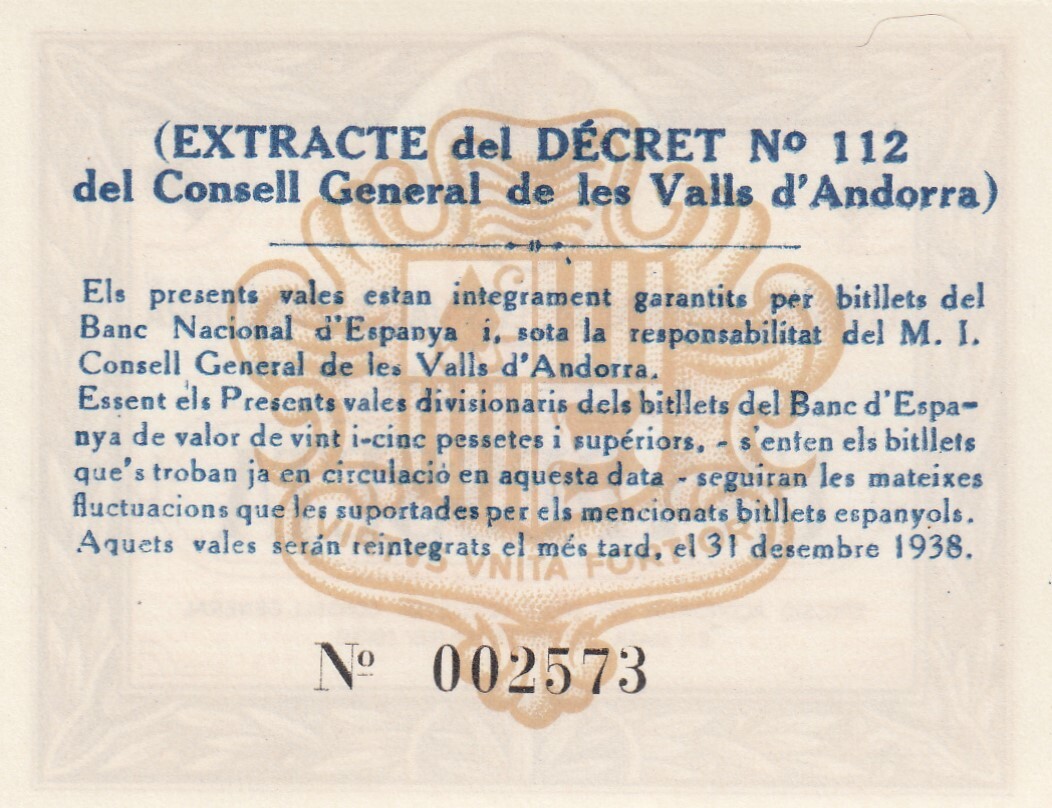 (EXTRACTE del DÉCRET Nº 112
del Consell General de les Valls d'Andorra)
Els presents vales estan integrament garantits per bitllets del
Banc Nacional d'Espanya i, sota la responsabilitat del M. I.
Consell General de les Valls d'Andorra.
Essent els Presents vales divisionaris dels bitllets del Banc d'Espa-
nya de valor de vint i-cinc pessetes i supériors, - s'enten els bitllets
que's troban ja en circulació en aquesta data - seguiran les mateixes
fluctuacions que les suportades per els mencionats bitllets espanyols.
Aquets vales serán reintegrats el més tard, el 31 desembre 1938.
VIRTVS VNITA FORTIOR
Nº 002573